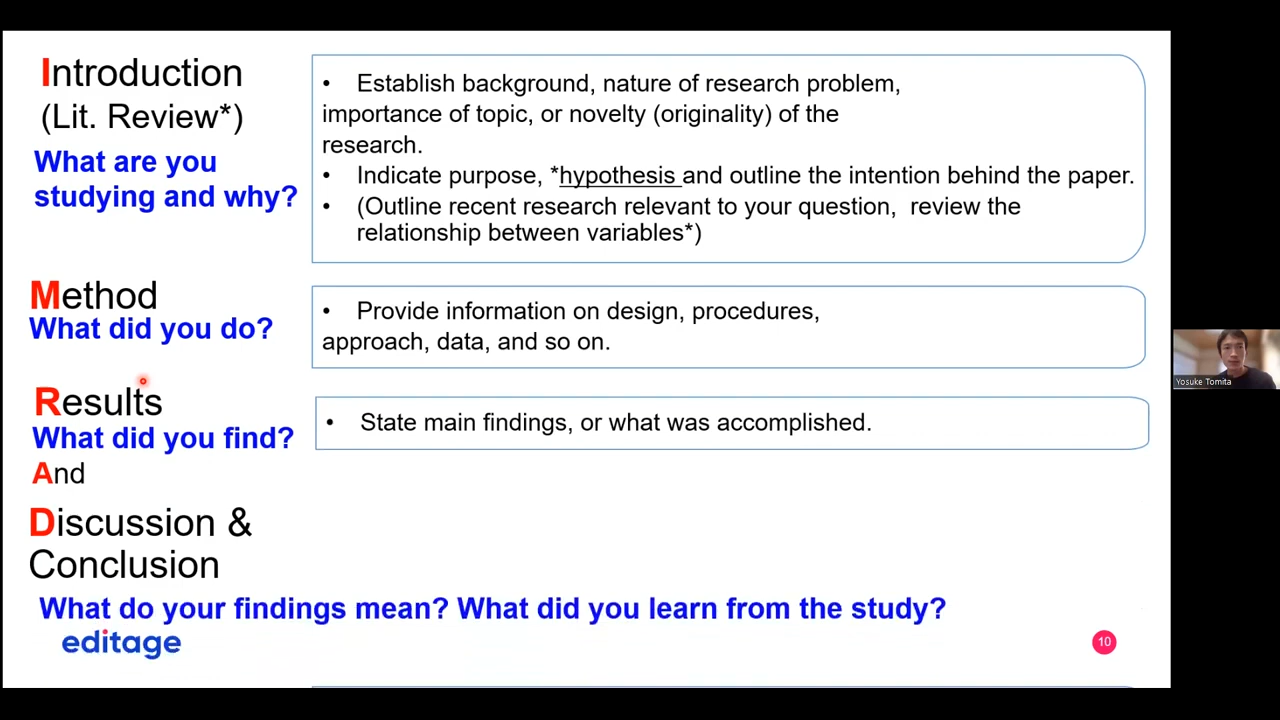 Introduction
(Lit. Review*)
What are you
studying and why?
• Establish background, nature of research problem,
importance of topic, or novelty (originality) of the
research.
• Indicate purpose, *hypothesis and outline the intention behind the paper.
• (Outline recent research relevant to your question, review the
relationship between variables*)
Method
What did you do?
• Provide information on design, procedures,
approach, data, and so on.
Results
What did you find?
• State main findings, or what was accomplished.
And
Discussion &
Conclusion
What do your findings mean? What did you learn from the study?
editage
10
Yosuke Tomita